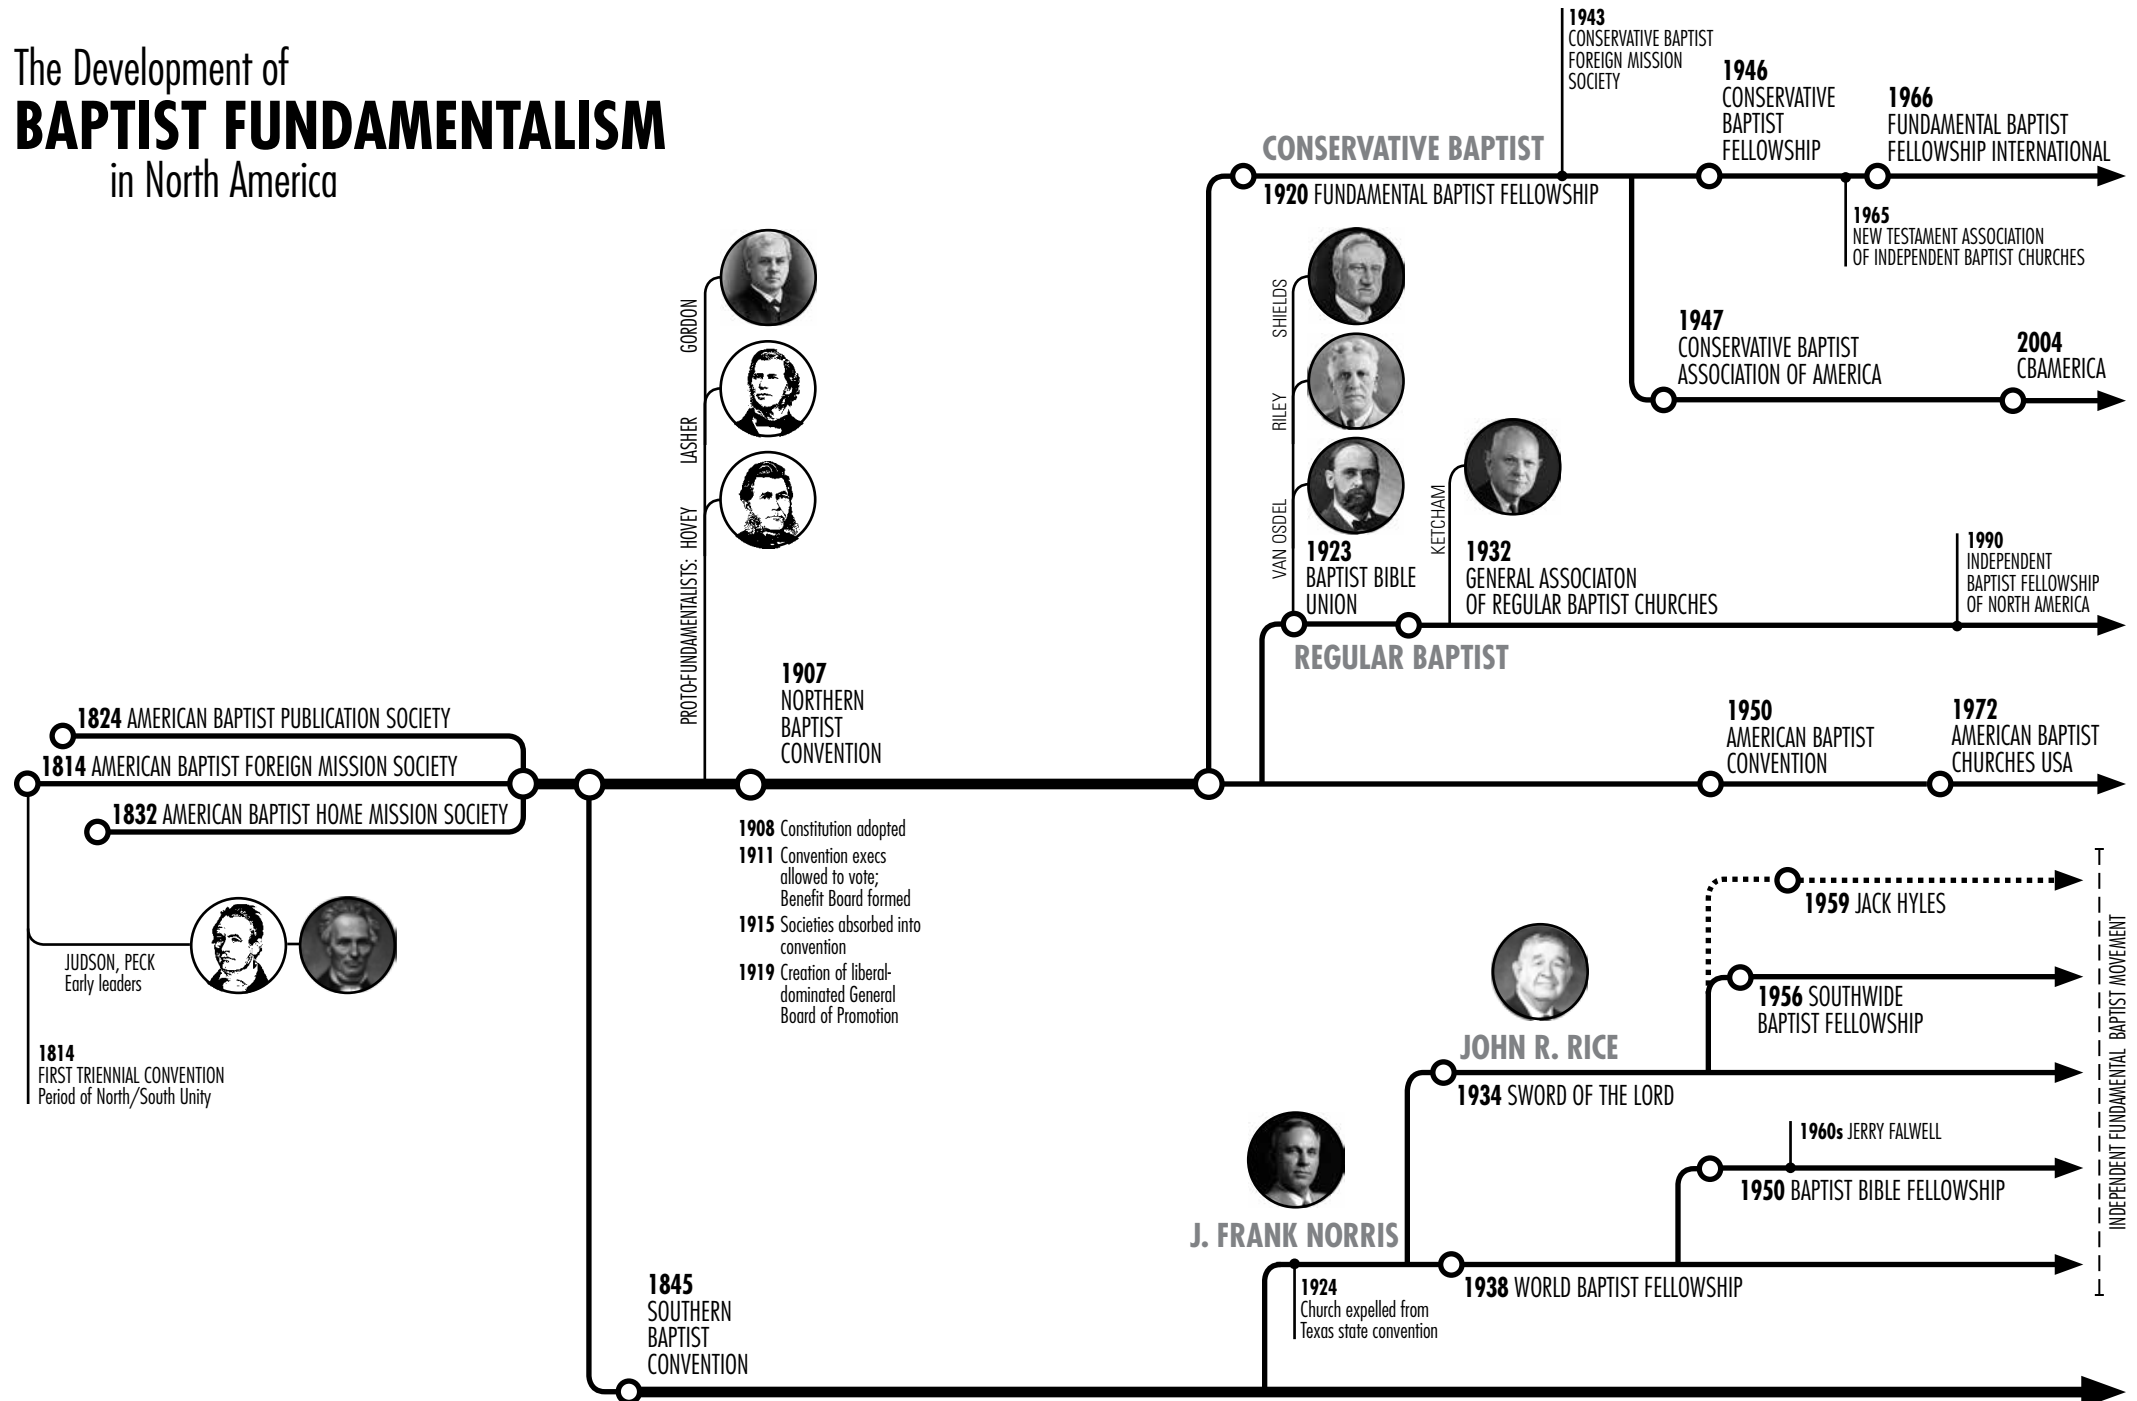 The Development of
BAPTIST FUNDAMENTALISM
in North America
1943
CONSERVATIVE BAPTIST
FOREIGN MISSION
SOCIETY
1946
CONSERVATIVE
BAPTIST
FELLOWSHIP
1966
FUNDAMENTAL BAPTIST
FELLOWSHIP INTERNATIONAL
CONSERVATIVE BAPTIST
1920 FUNDAMENTAL BAPTIST FELLOWSHIP
1965
NEW TESTAMENT ASSOCIATION
OF INDEPENDENT BAPTIST CHURCHES
1947
CONSERVATIVE BAPTIST
ASSOCIATION OF AMERICA
2004
CBAMERICA
GORDON
LASHER
PROTO-FUNDAMENTALISTS: HOVEY
SHIELDS
RILEY
VAN OSDEL
1923
BAPTIST BIBLE
UNION
KETCHAM
1932
GENERAL ASSOCIATON
OF REGULAR BAPTIST CHURCHES
1990
INDEPENDENT
BAPTIST FELLOWSHIP
OF NORTH AMERICA
REGULAR BAPTIST
1907
NORTHERN
BAPTIST
CONVENTION
1824 AMERICAN BAPTIST PUBLICATION SOCIETY
1814 AMERICAN BAPTIST FOREIGN MISSION SOCIETY
1832 AMERICAN BAPTIST HOME MISSION SOCIETY
1950
AMERICAN BAPTIST
CONVENTION
1972
AMERICAN BAPTIST
CHURCHES USA
1908 Constitution adopted
1911 Convention execs
allowed to vote;
Benefit Board formed
1915 Societies absorbed into
convention
1919 Creation of liberal-
dominated General
Board of Promotion
JUDSON, PECK
Early leaders
1814
FIRST TRIENNIAL CONVENTION
Period of North/South Unity
1959 JACK HYLES
1956 SOUTHWIDE
BAPTIST FELLOWSHIP
JOHN R. RICE
1934 SWORD OF THE LORD
1960s JERRY FALWELL
1950 BAPTIST BIBLE FELLOWSHIP
J. FRANK NORRIS
1924
Church expelled from
Texas state convention
1938 WORLD BAPTIST FELLOWSHIP
INDEPENDENT FUNDAMENTAL BAPTIST MOVEMENT
1845
SOUTHERN
BAPTIST
CONVENTION